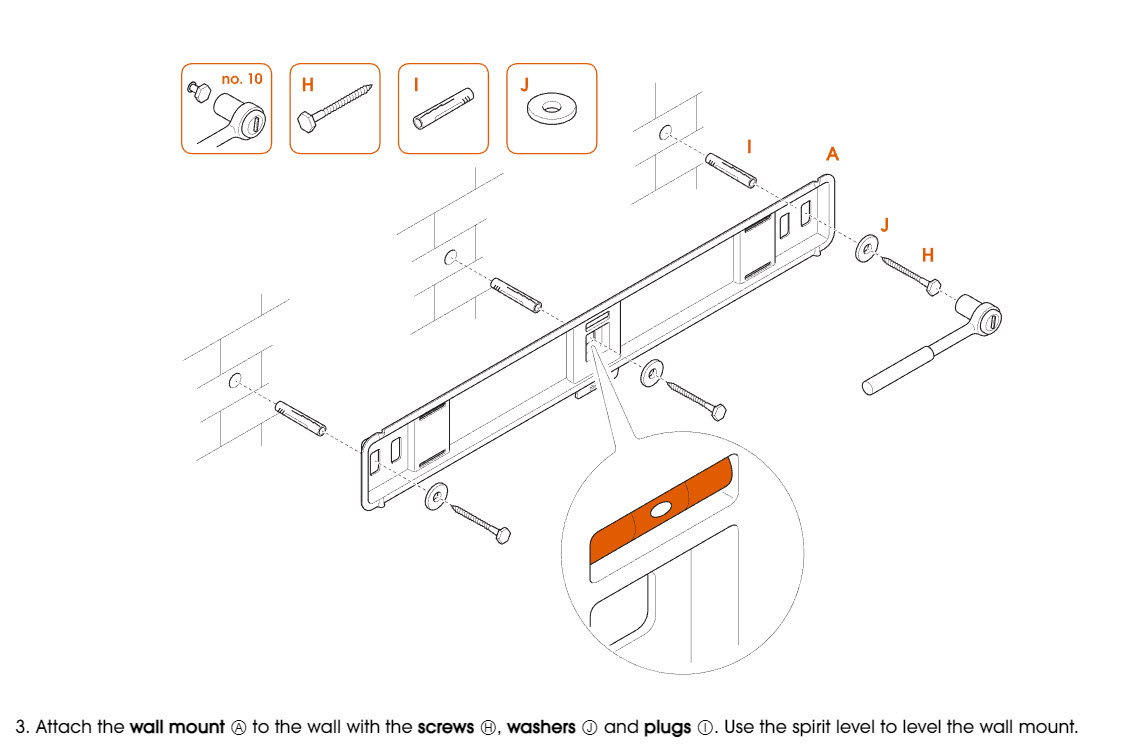 no. 10
H
I
J
I
A
J
H
3. Attach the wall mount Ⓐ to the wall with the screws Ⓗ, washers Ⓙ and plugs Ⓘ. Use the spirit level to level the wall mount.